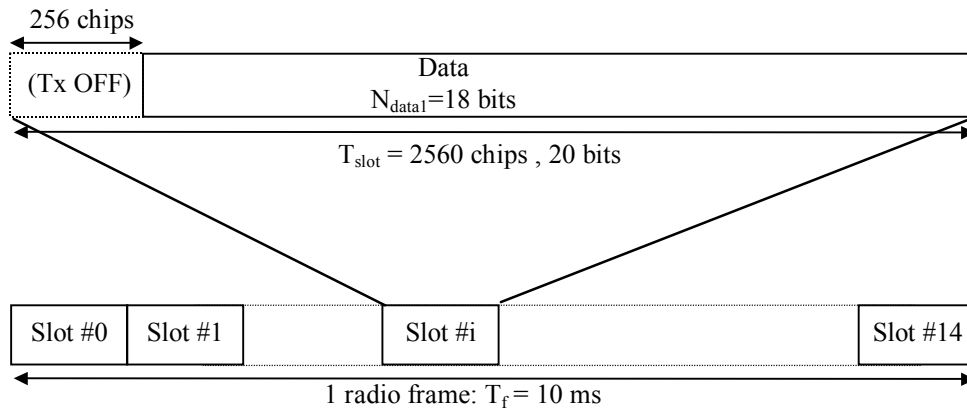 256 chips
(Tx OFF)
Data
N_data1=18 bits
T_slot = 2560 chips , 20 bits
Slot #0
Slot #1
Slot #i
Slot #14
1 radio frame: T_f = 10 ms